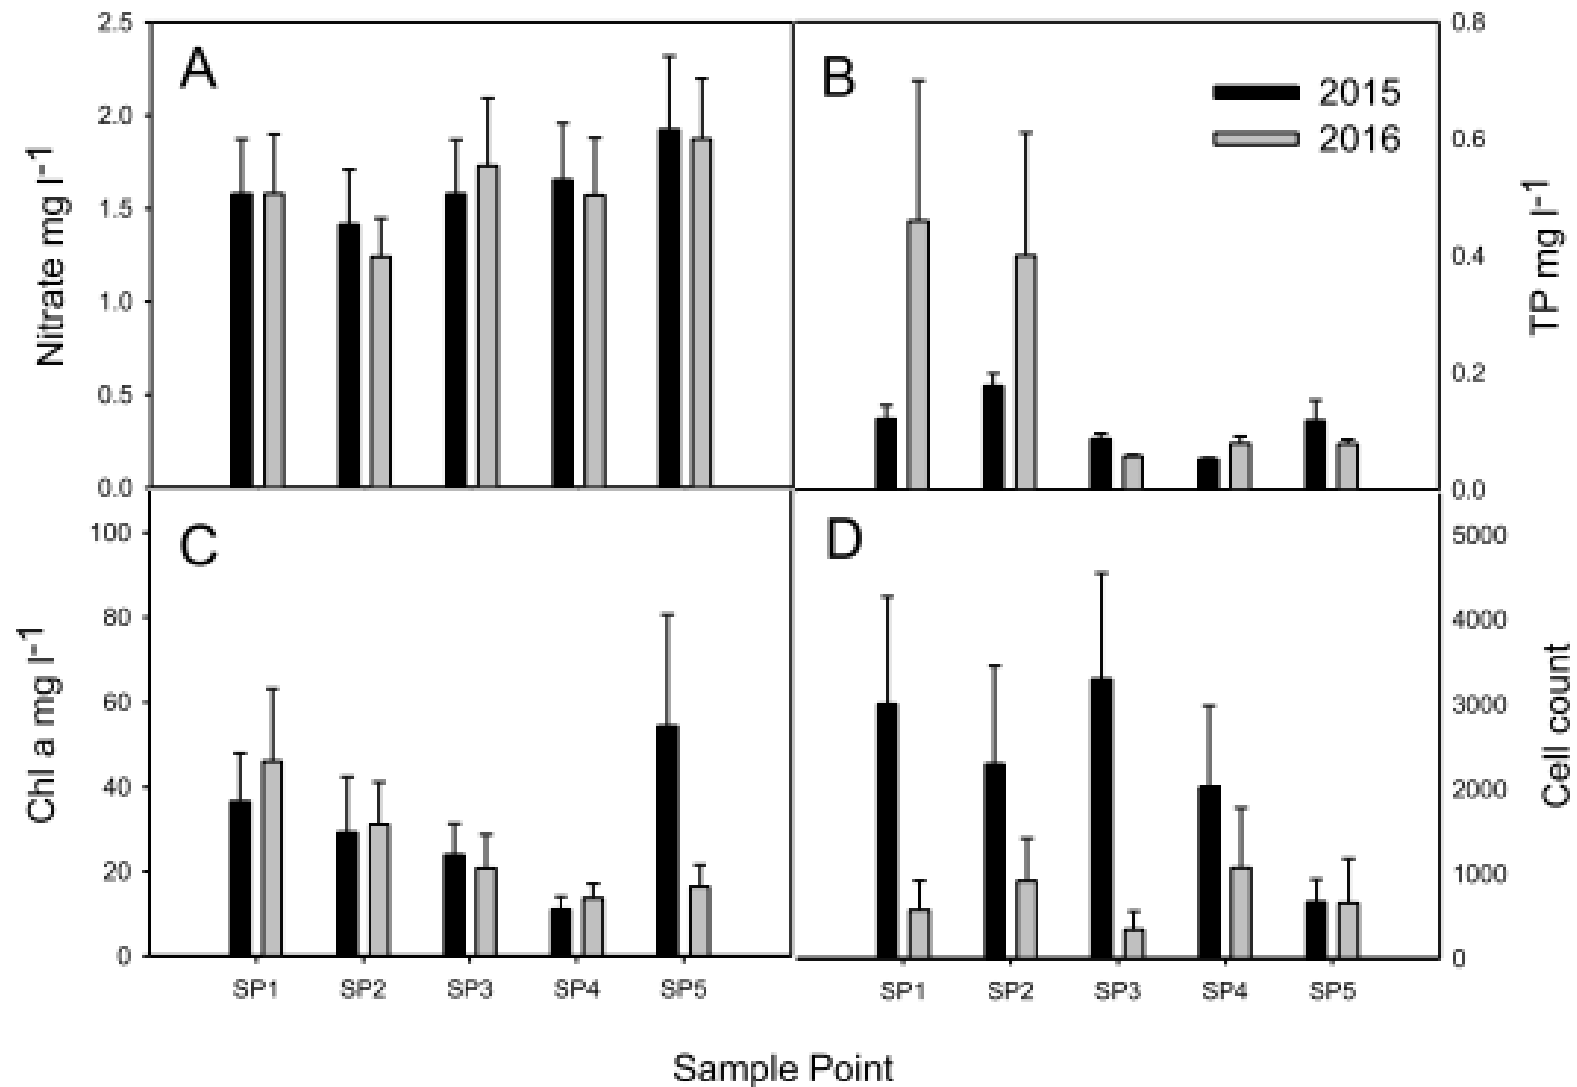 A
2.5
2.0
1.5
1.0
0.5
0.0
Nitrate mg l-1
B
2015
2016
0.8
0.6
0.4
0.2
0.0
TP mg l-1
C
100
80
60
40
20
0
Chl a mg l-1
SP1 SP2 SP3 SP4 SP5
D
5000
4000
3000
2000
1000
0
Cell count
SP1 SP2 SP3 SP4 SP5
Sample Point